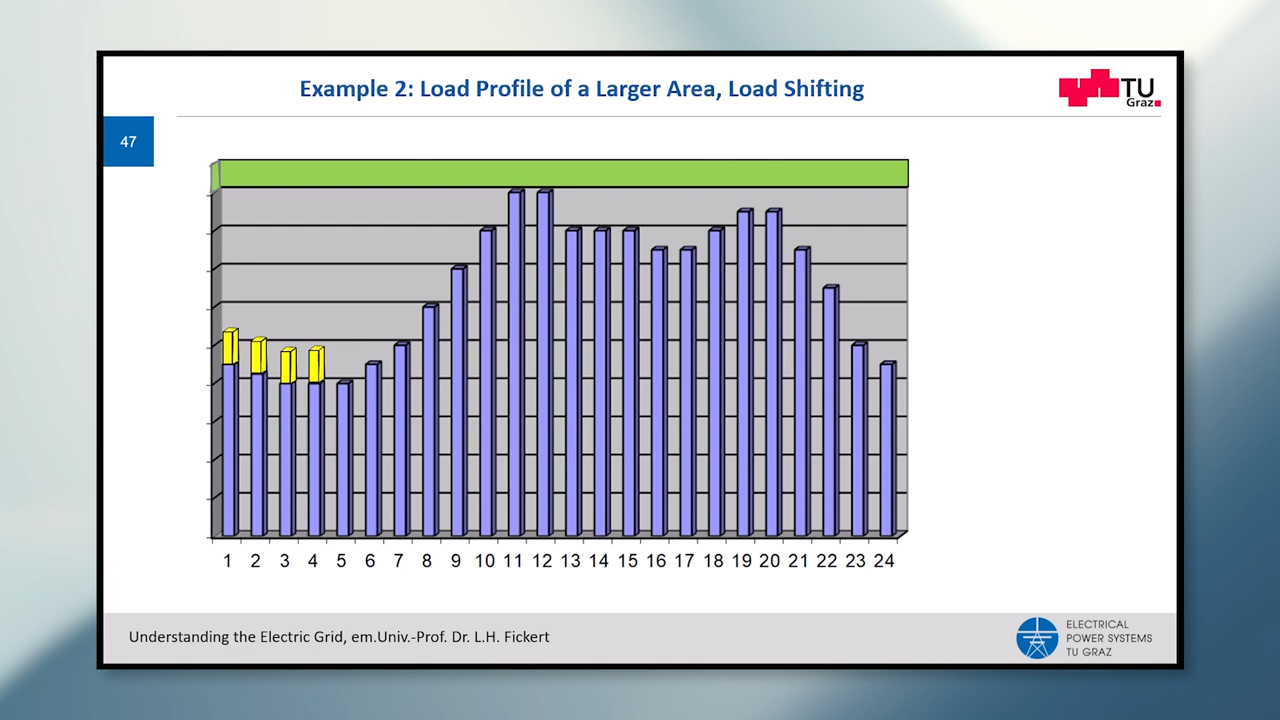 Example 2: Load Profile of a Larger Area, Load Shifting
TU
Graz
47
1 2 3 4 5 6 7 8 9 10 11 12 13 14 15 16 17 18 19 20 21 22 23 24
Understanding the Electric Grid, em.Univ.-Prof. Dr. L.H. Fickert
ELECTRICAL
POWER SYSTEMS
TU GRAZ